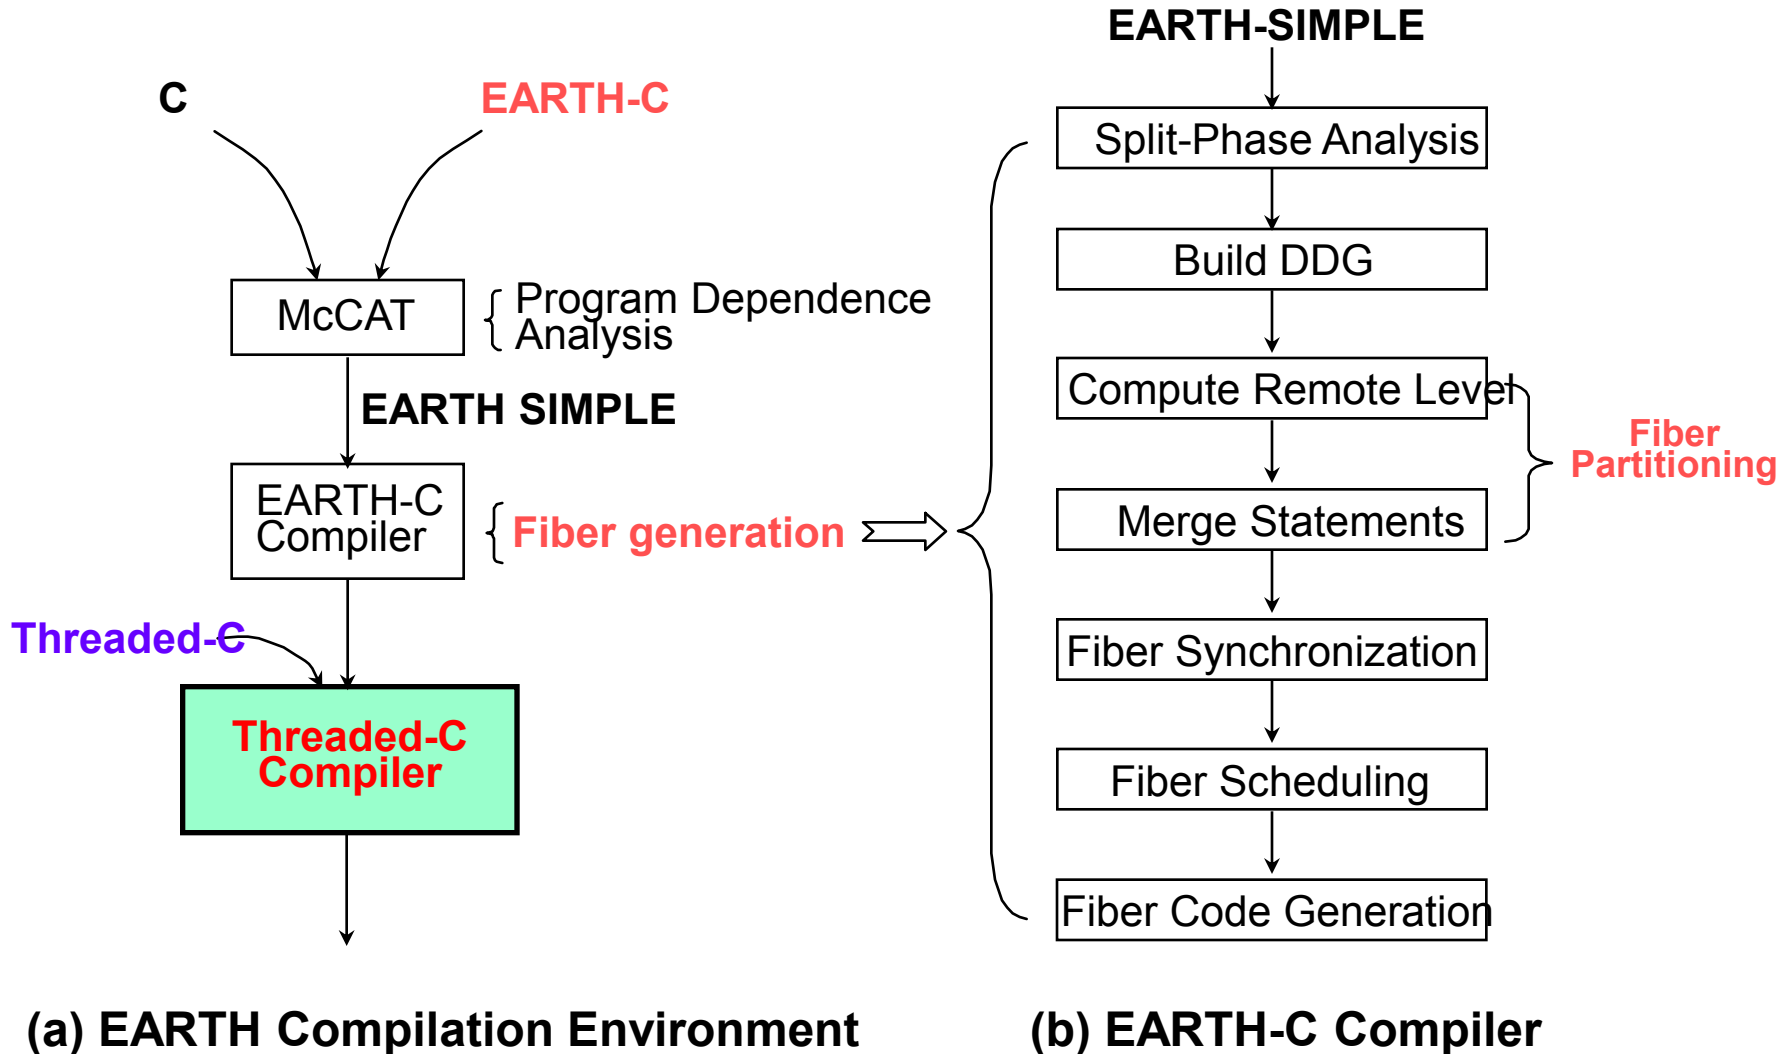 C
EARTH-C
McCAT
Program Dependence
Analysis
EARTH SIMPLE
EARTH-C
Compiler
Fiber generation
Threaded-C
Threaded-C
Compiler
(a) EARTH Compilation Environment
EARTH-SIMPLE
Split-Phase Analysis
Build DDG
Compute Remote Level
Merge Statements
Fiber
Partitioning
Fiber Synchronization
Fiber Scheduling
Fiber Code Generation
(b) EARTH-C Compiler